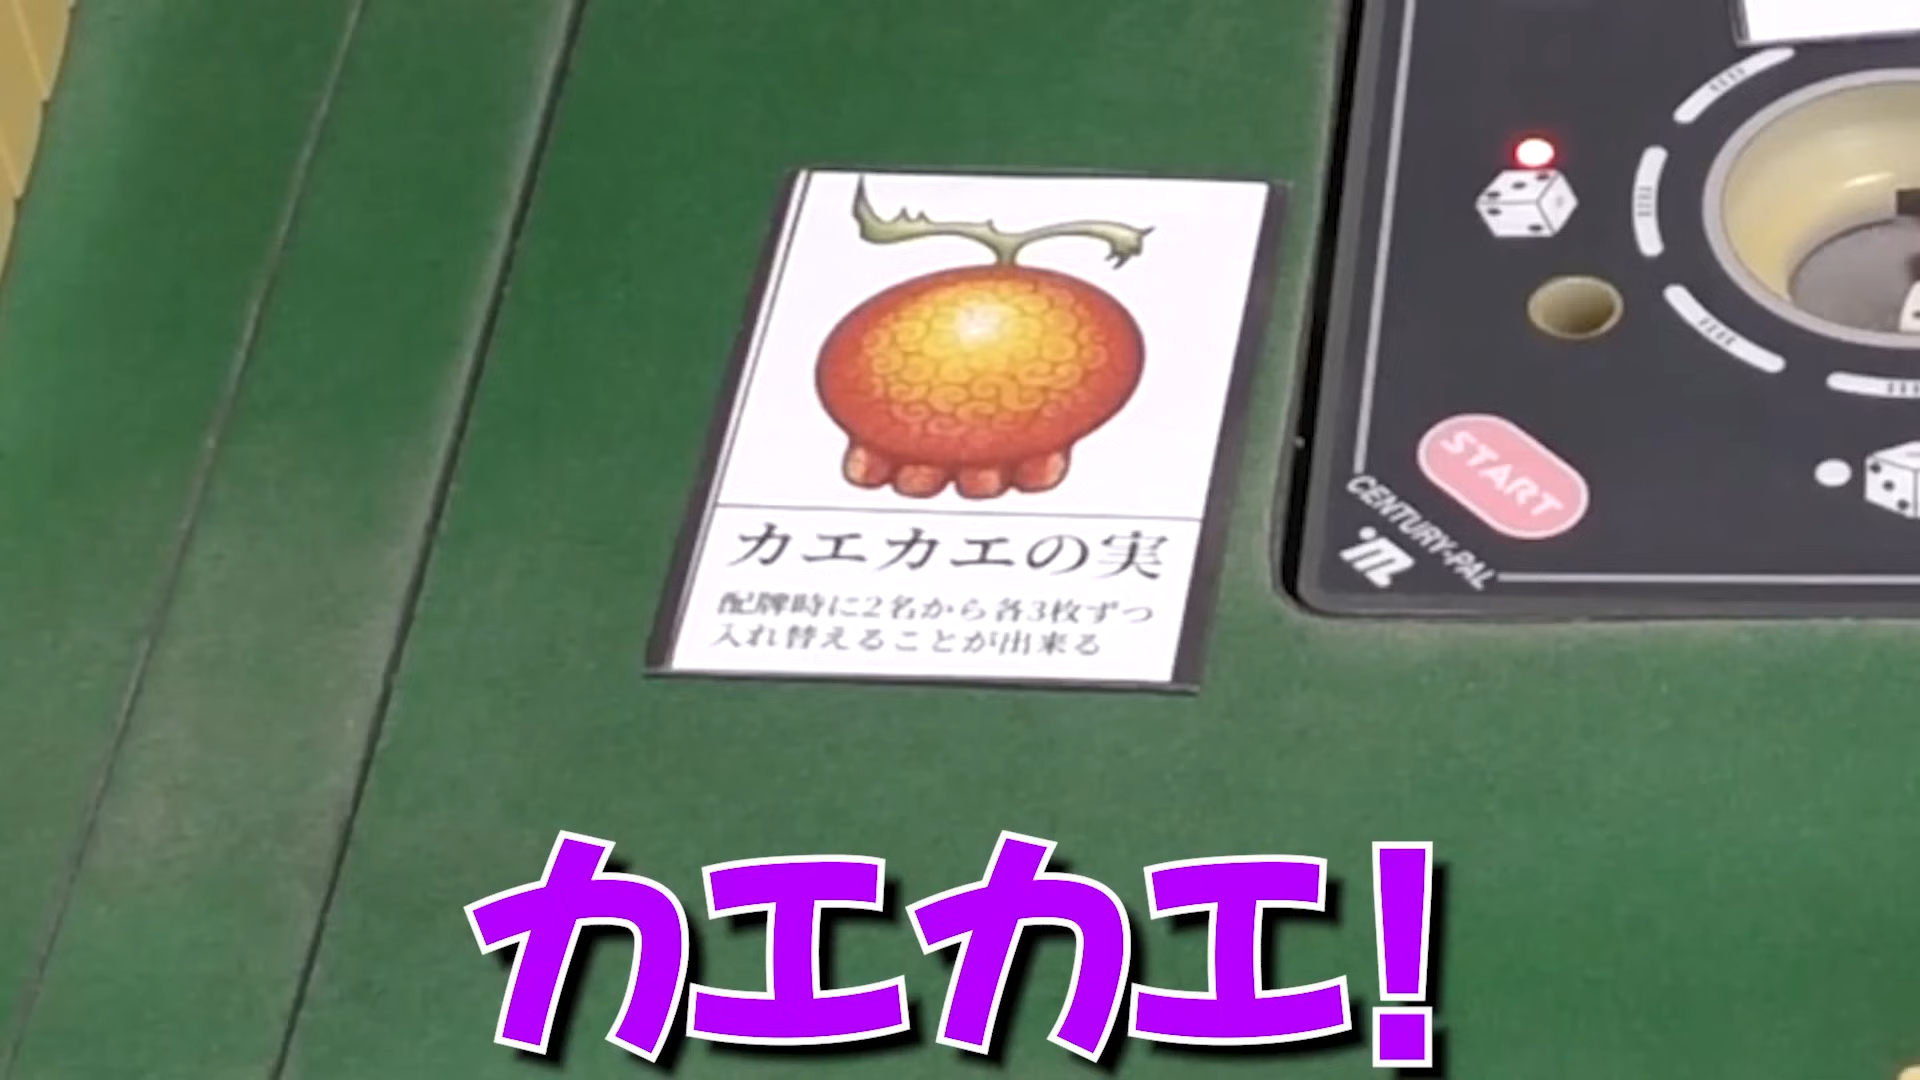 START
CENTURY-PAL
カエカエの実
配牌時に2名から各3枚ずつ
入れ替えることが出来る
カエカエ!